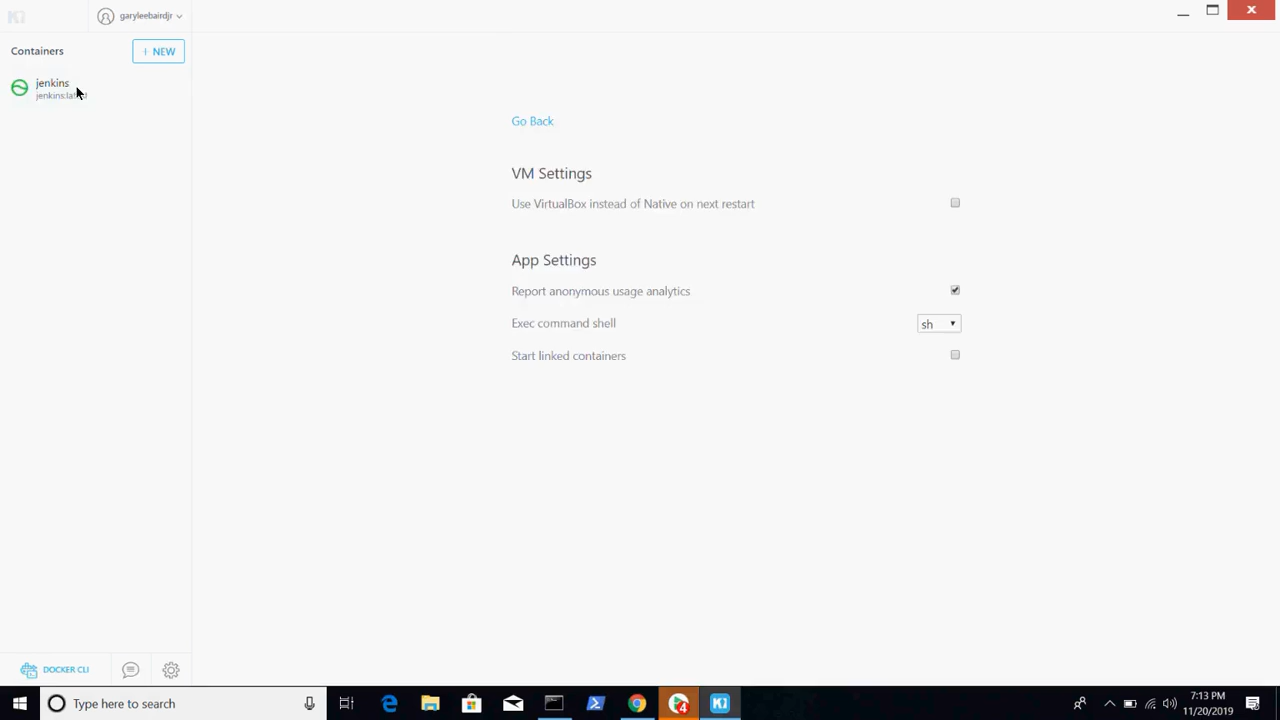 garyleebairdjr
Containers
+ NEW
jenkins
Go Back
VM Settings
Use VirtualBox instead of Native on next restart
App Settings
Report anonymous usage analytics
Exec command shell
sh
Start linked containers
DOCKER CLI
Type here to search
4
7:13 PM
11/20/2019